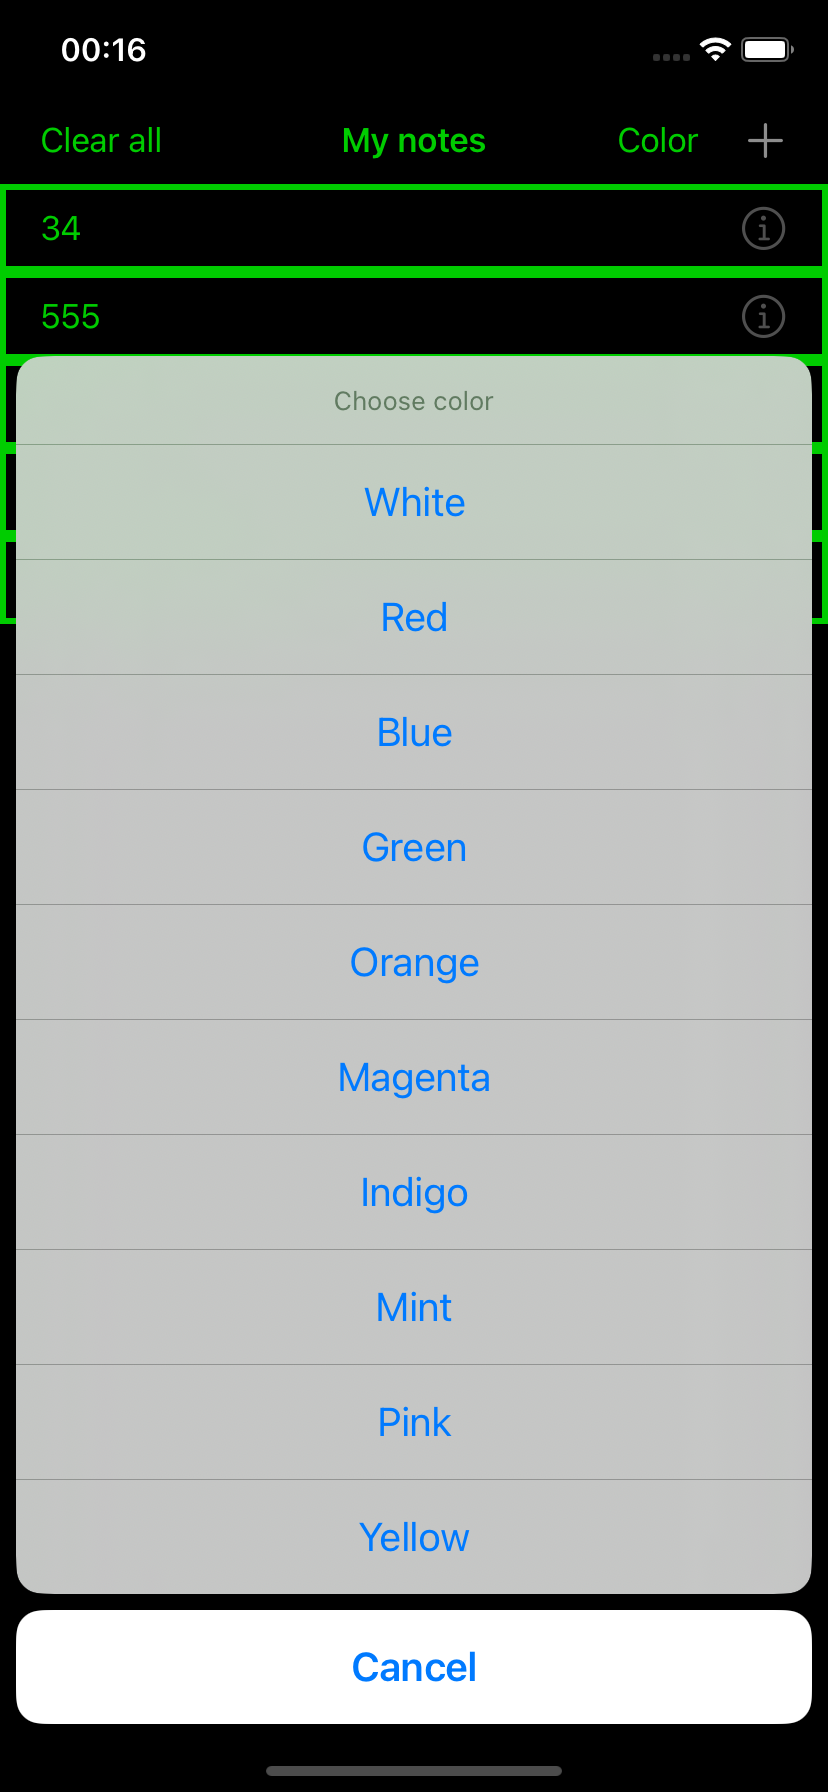 00:16
Clear all My notes Color
34
555
Choose color
White
Red
Blue
Green
Orange
Magenta
Indigo
Mint
Pink
Yellow
Cancel